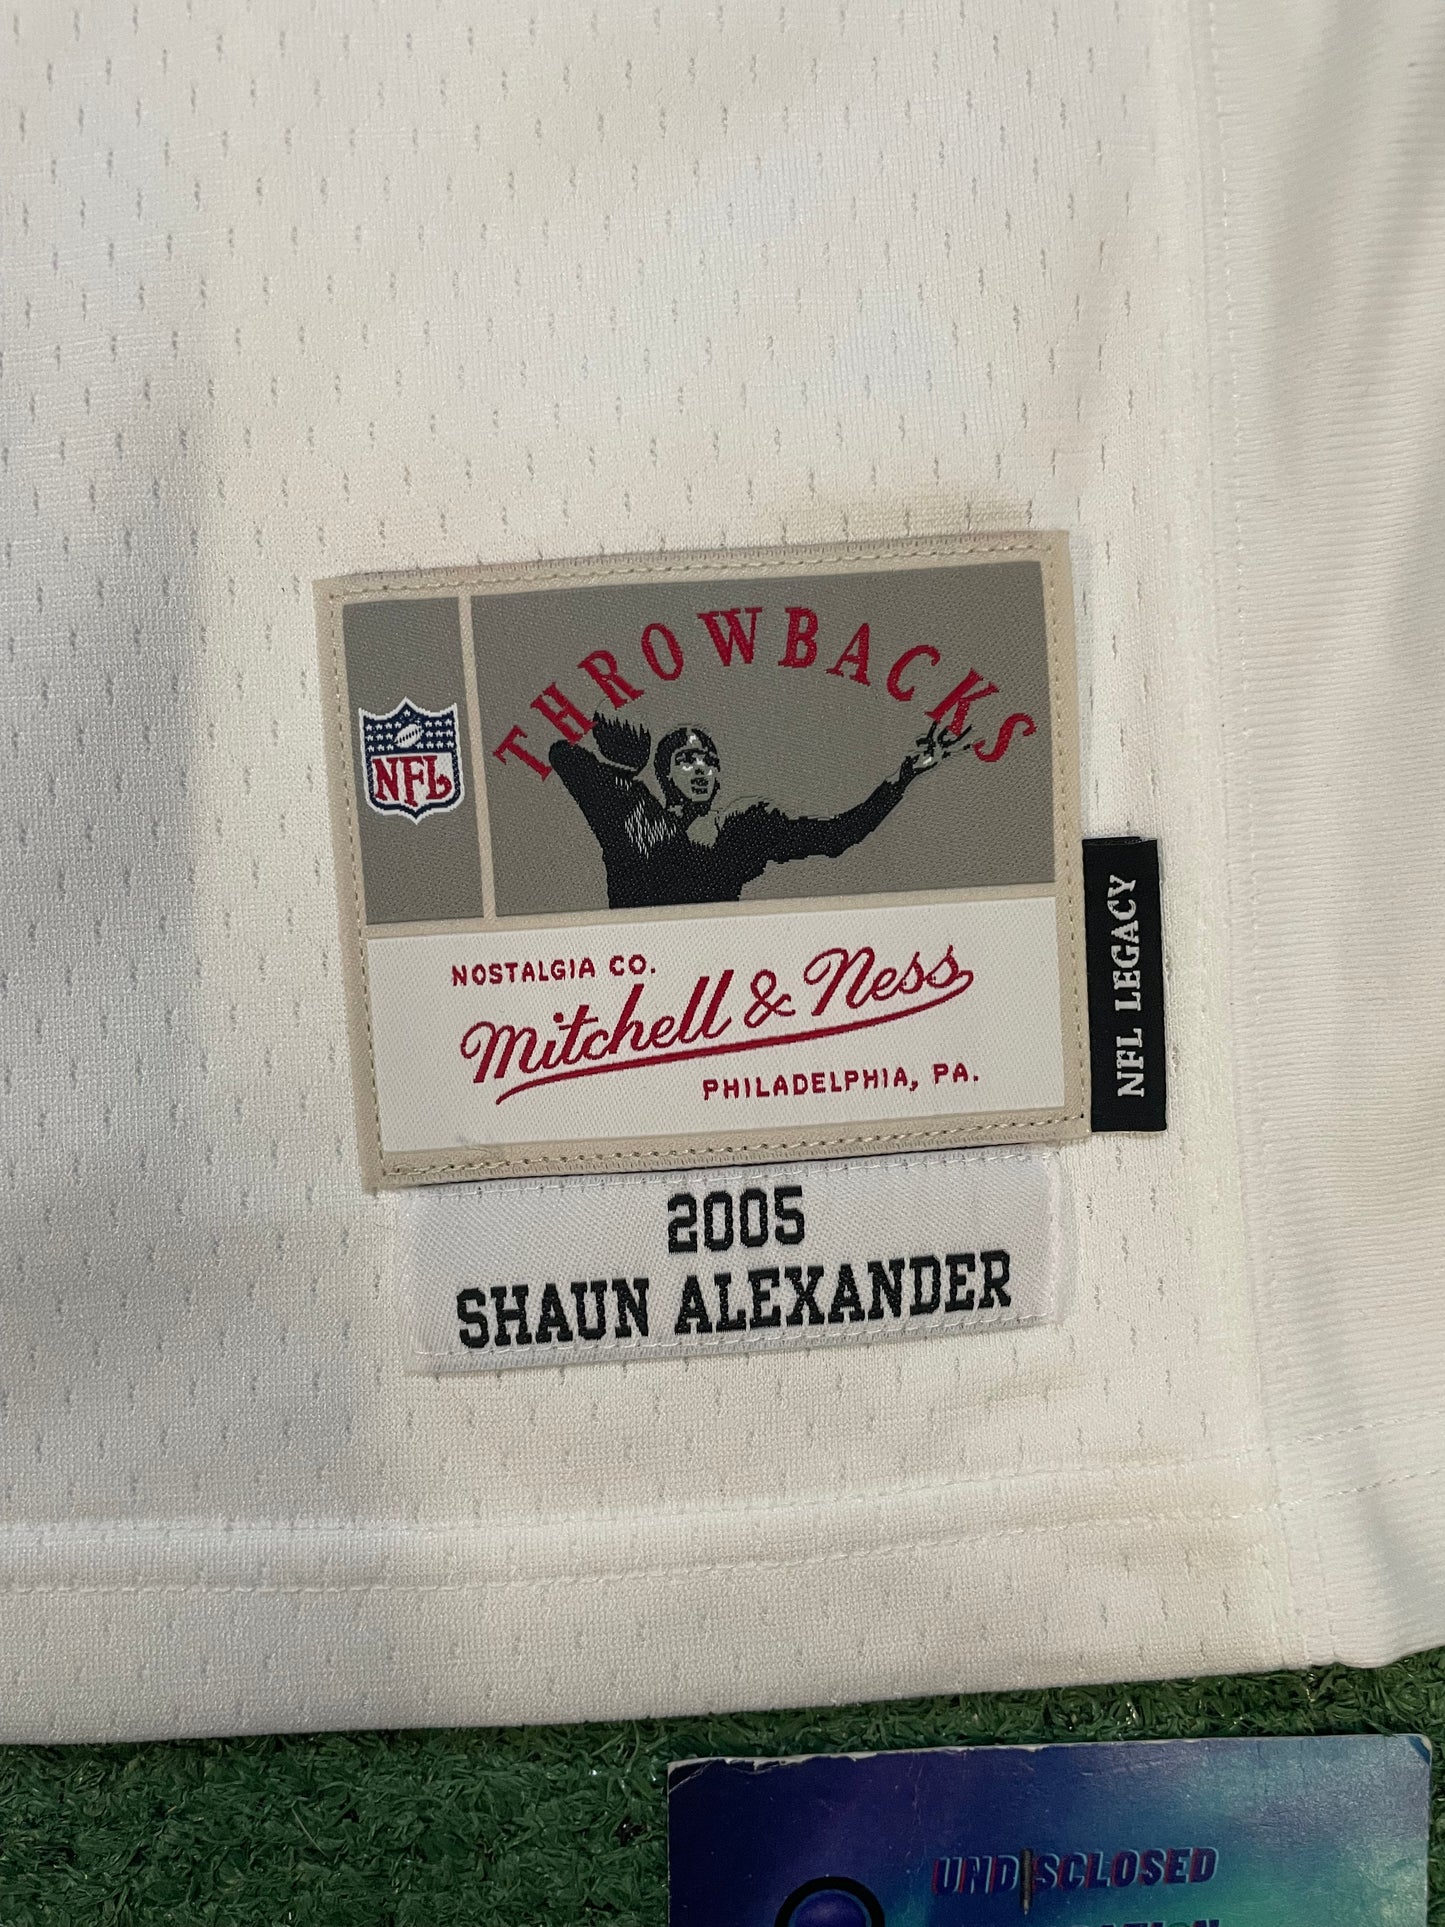 THROWBACKS
NFL
NOSTALGIA CO.
Mitchell & Ness
PHILADELPHIA, PA.
NFL LEGACY
2005
SHAUN ALEXANDER
UNDISCLOSED